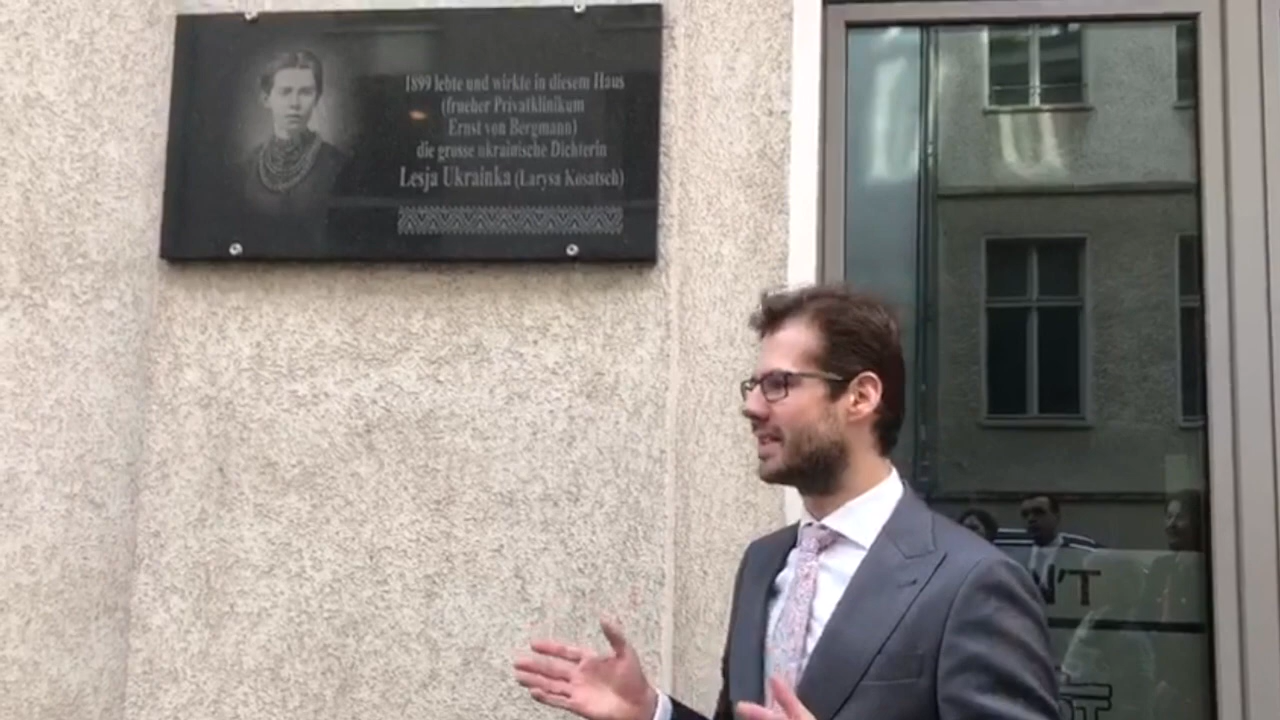 1899 lebte und wirkte in diesem Haus
(frueher Privatklinikum
Ernst von Bergmann)
die grosse ukrainische Dichterin
Lesja Ukrainka (Larysa Kosatsch)
N'T